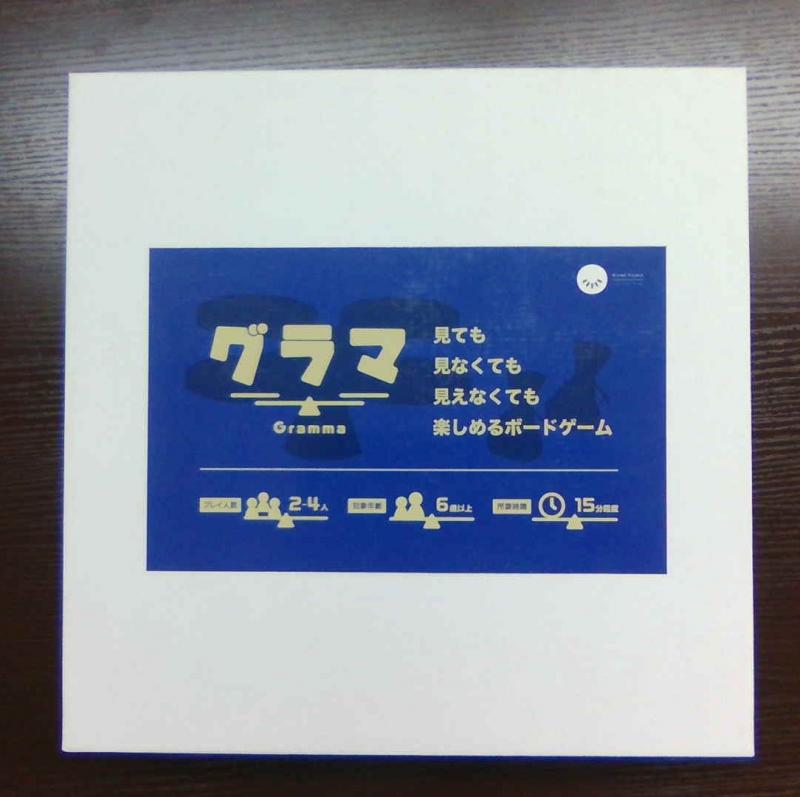 グラマ
Gramma
見ても
見なくても
見えなくても
楽しめるボードゲーム
プレイ人数 2-4人
対象年齢 6歳以上
所要時間 15分程度